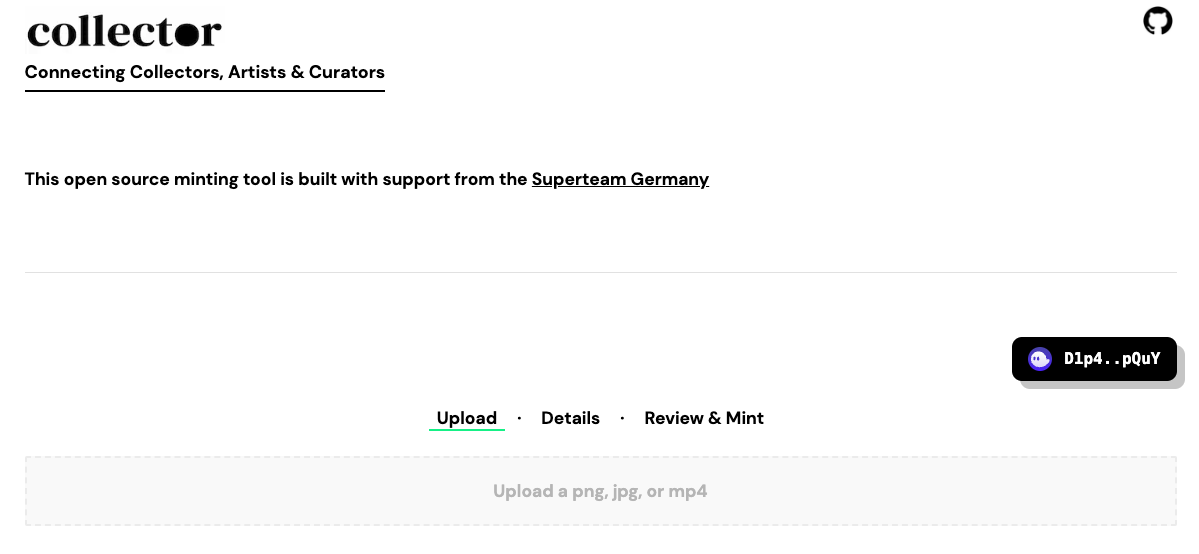 collector
Connecting Collectors, Artists & Curators
This open source minting tool is built with support from the Superteam Germany
D1p4..pQuY
Upload · Details · Review & Mint
Upload a png, jpg, or mp4